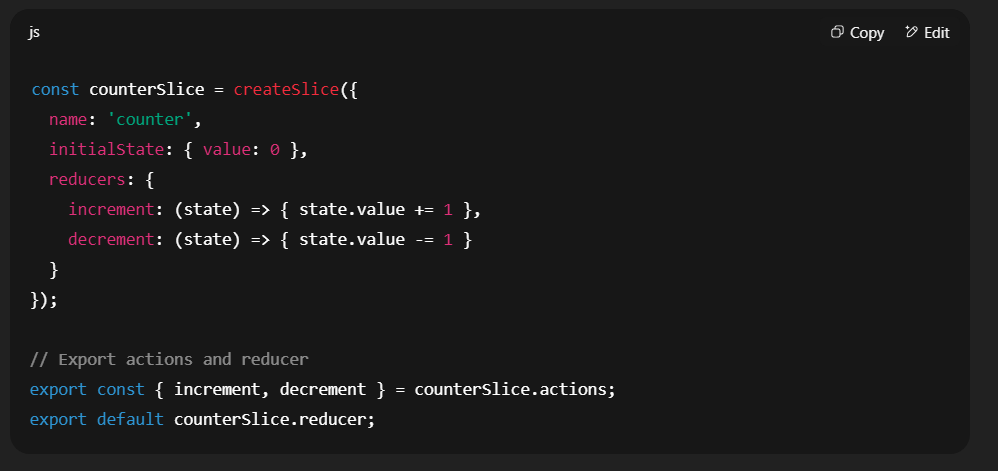 js
Copy
Edit
const counterSlice = createSlice({
  name: 'counter',
  initialState: { value: 0 },
  reducers: {
    increment: (state) => { state.value += 1 },
    decrement: (state) => { state.value -= 1 }
  }
});

// Export actions and reducer
export const { increment, decrement } = counterSlice.actions;
export default counterSlice.reducer;